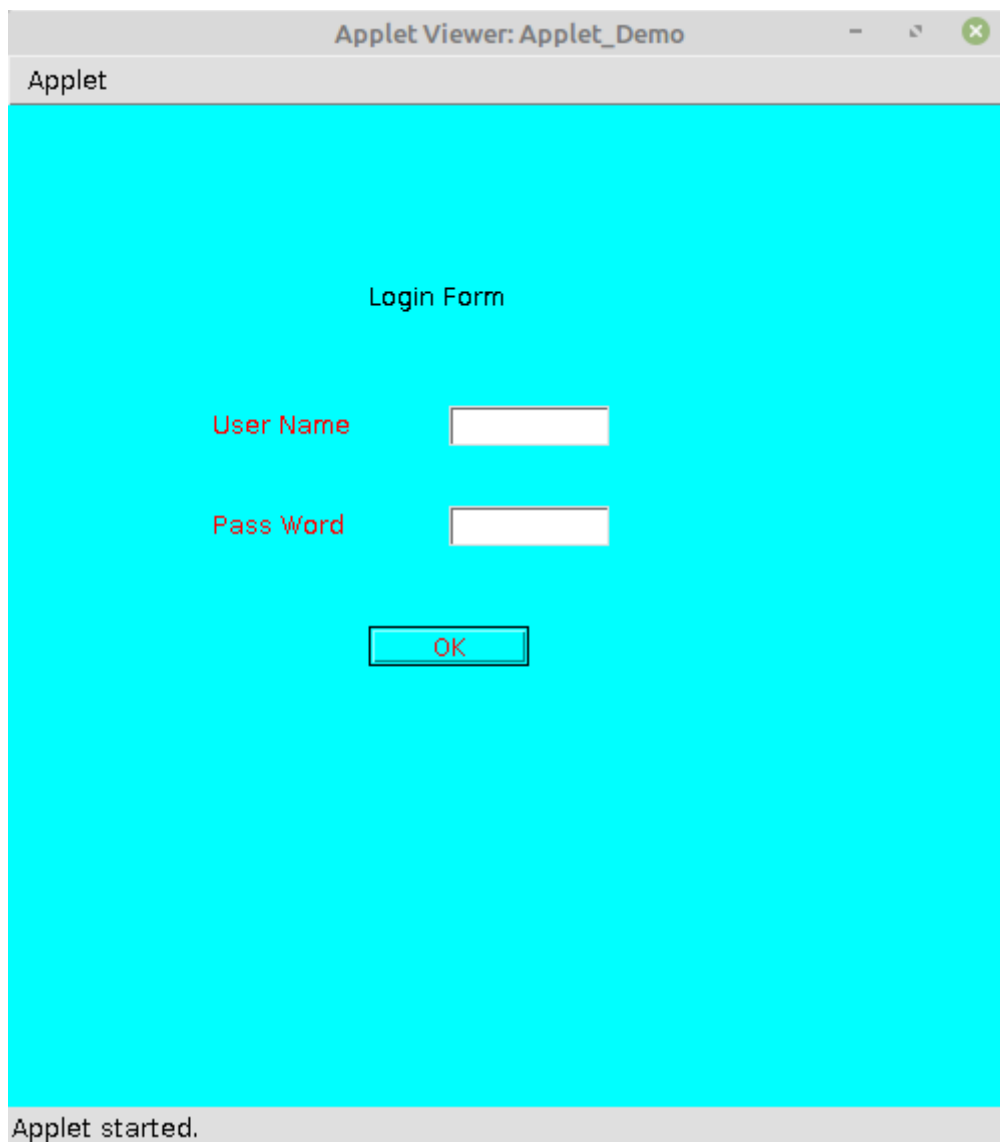 Applet Viewer: Applet_Demo
Applet
Login Form
User Name
Pass Word
OK
Applet started.